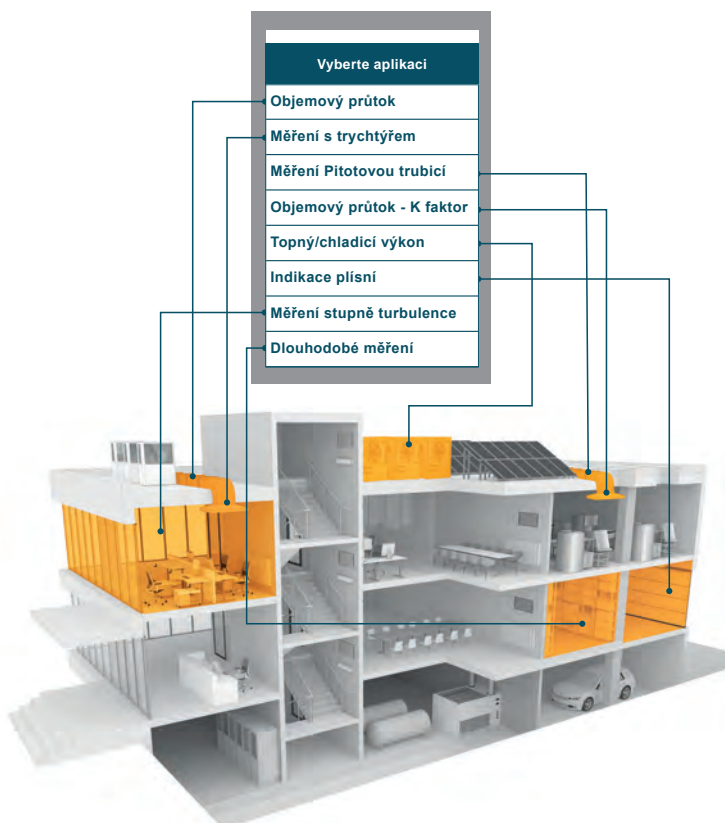 Vyberte aplikaci
Objemový průtok
Měření s trychtýřem
Měření Pitotovou trubicí
Objemový průtok - K faktor
Topný/chladicí výkon
Indikace plísní
Měření stupně turbulence
Dlouhodobé měření